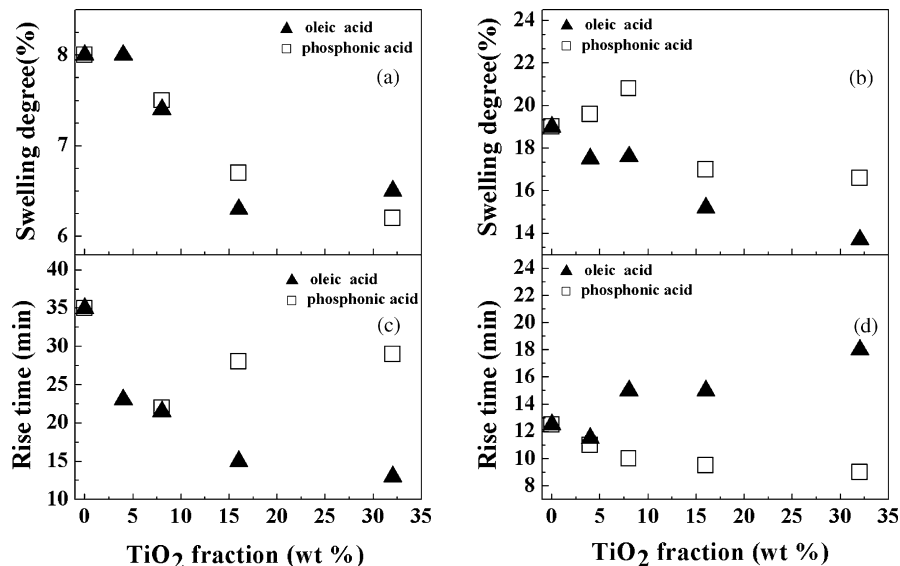 oleic acid
phosphonic acid
(a)
Swelling degree(%)
8
7
6
oleic acid
phosphonic acid
(b)
Swelling degree(%)
24
22
20
18
16
14
oleic acid
phosphonic acid
(c)
Rise time (min)
40
35
30
25
20
15
10
0 5 10 15 20 25 30 35
TiO2 fraction (wt %)
oleic acid
phosphonic acid
(d)
Rise time (min)
24
22
20
18
16
14
12
10
8
0 5 10 15 20 25 30 35
TiO2 fraction (wt %)